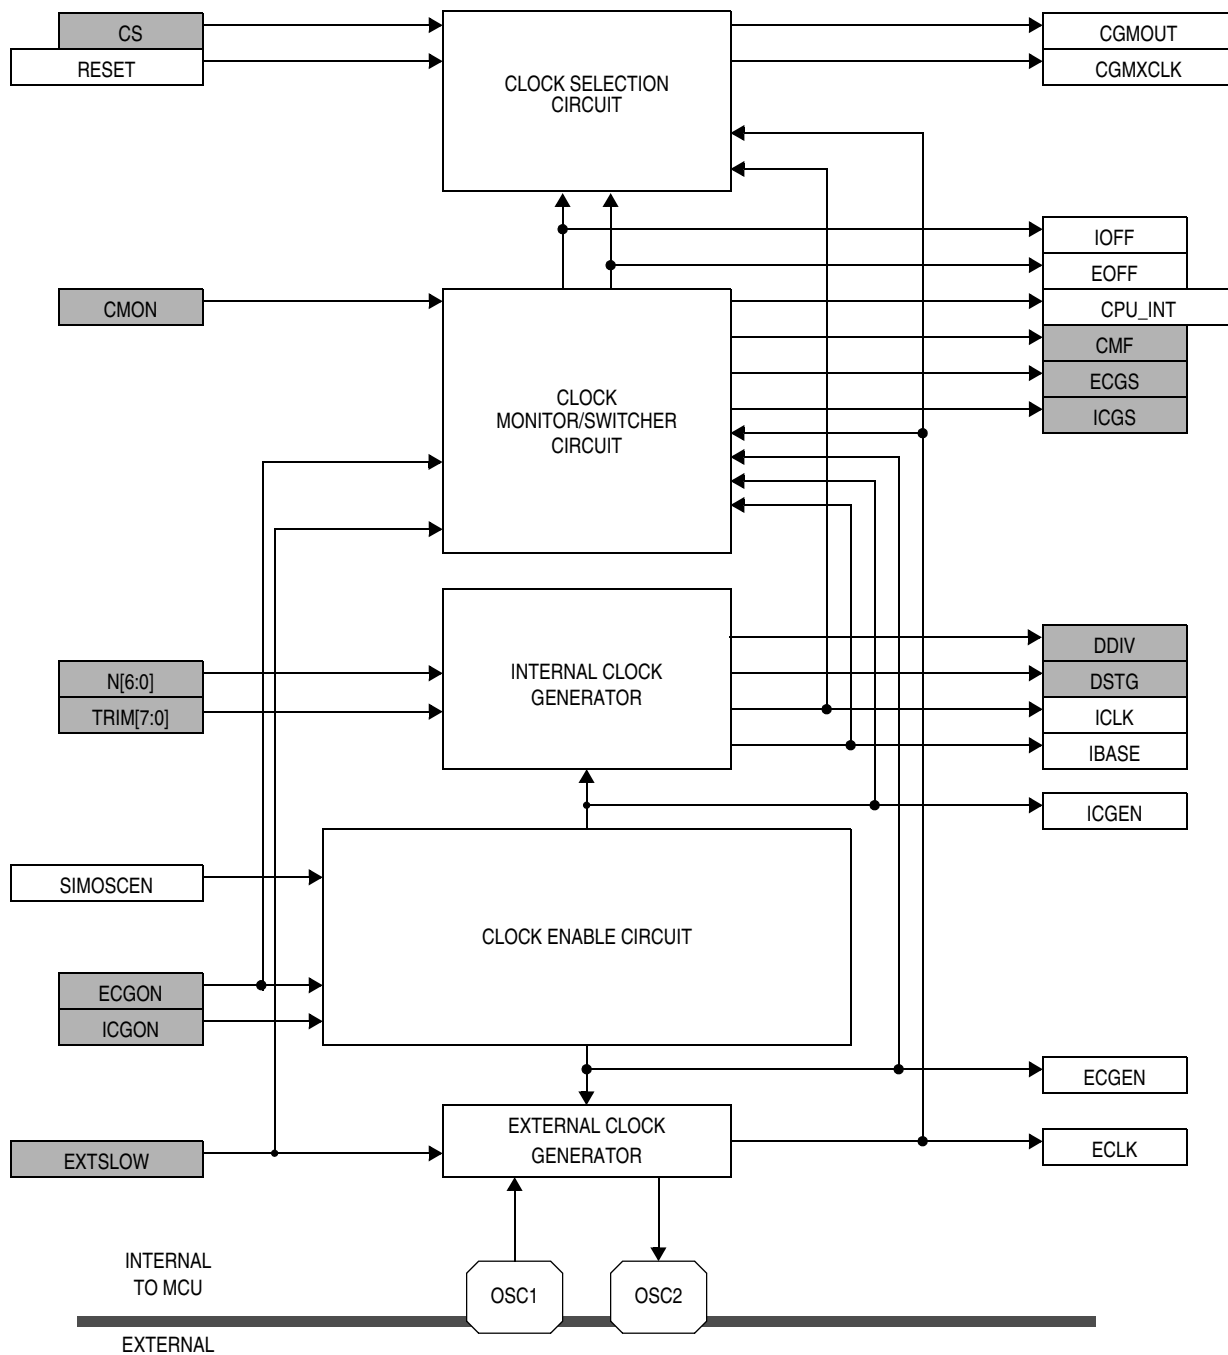 CS
RESET
CLOCK SELECTION
CIRCUIT
CGMOUT
CGMXCLK
IOFF
EOFF
CMON
CPU_INT
CMF
ECGS
ICGS
CLOCK
MONITOR/SWITCHER
CIRCUIT
N[6:0]
TRIM[7:0]
INTERNAL CLOCK
GENERATOR
DDIV
DSTG
ICLK
IBASE
ICGEN
SIMOSCEN
CLOCK ENABLE CIRCUIT
ECGON
ICGON
ECGEN
EXTSLOW
EXTERNAL CLOCK
GENERATOR
ECLK
INTERNAL
TO MCU
OSC1
OSC2
EXTERNAL